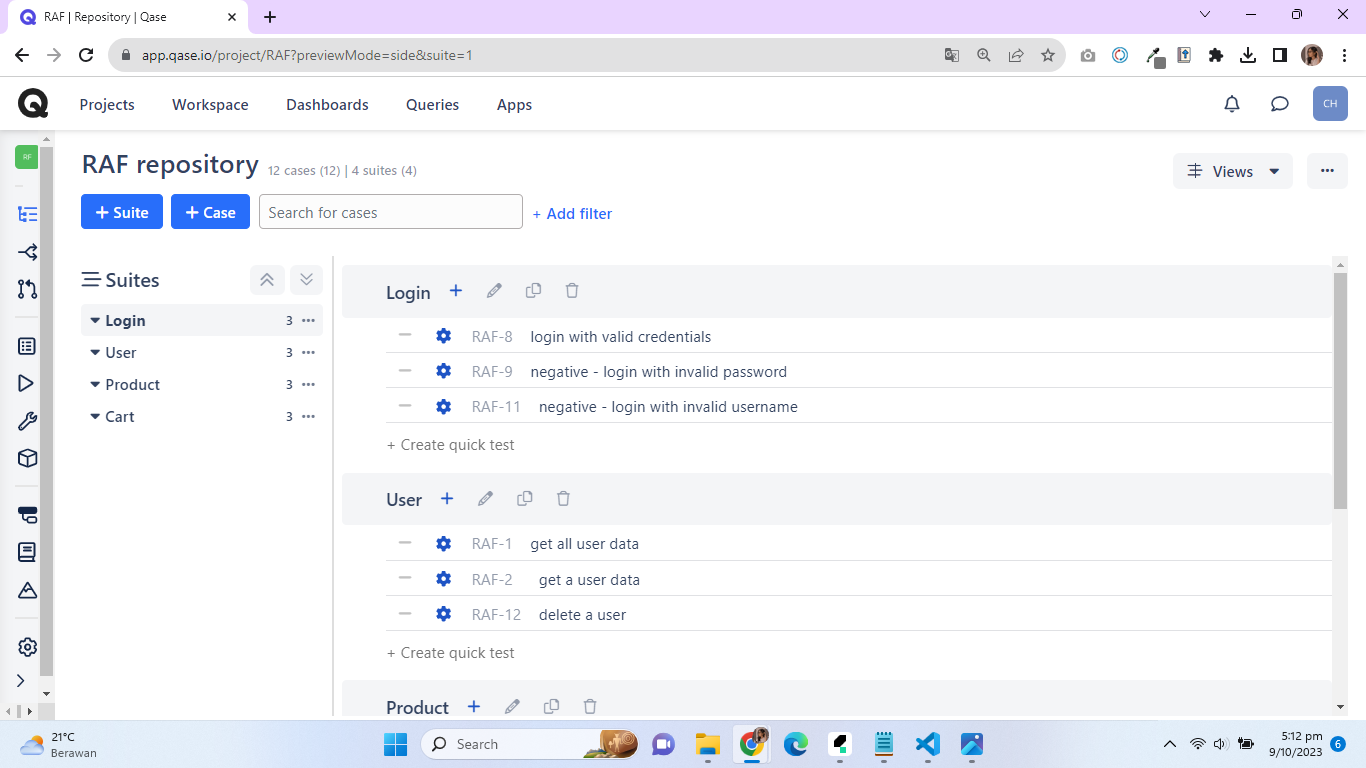 RAF | Repository | Qase
app.qase.io/project/RAF?previewMode=side&suite=1
Projects Workspace Dashboards Queries Apps CH
RF
RAF repository 12 cases (12) | 4 suites (4)
Views
+ Suite + Case Search for cases + Add filter
Suites
Login 3
User 3
Product 3
Cart 3
Login
RAF-8 login with valid credentials
RAF-9 negative - login with invalid password
RAF-11 negative - login with invalid username
+ Create quick test
User
RAF-1 get all user data
RAF-2 get a user data
RAF-12 delete a user
+ Create quick test
Product
21°C
Berawan
Search
5:12 pm
9/10/2023
6